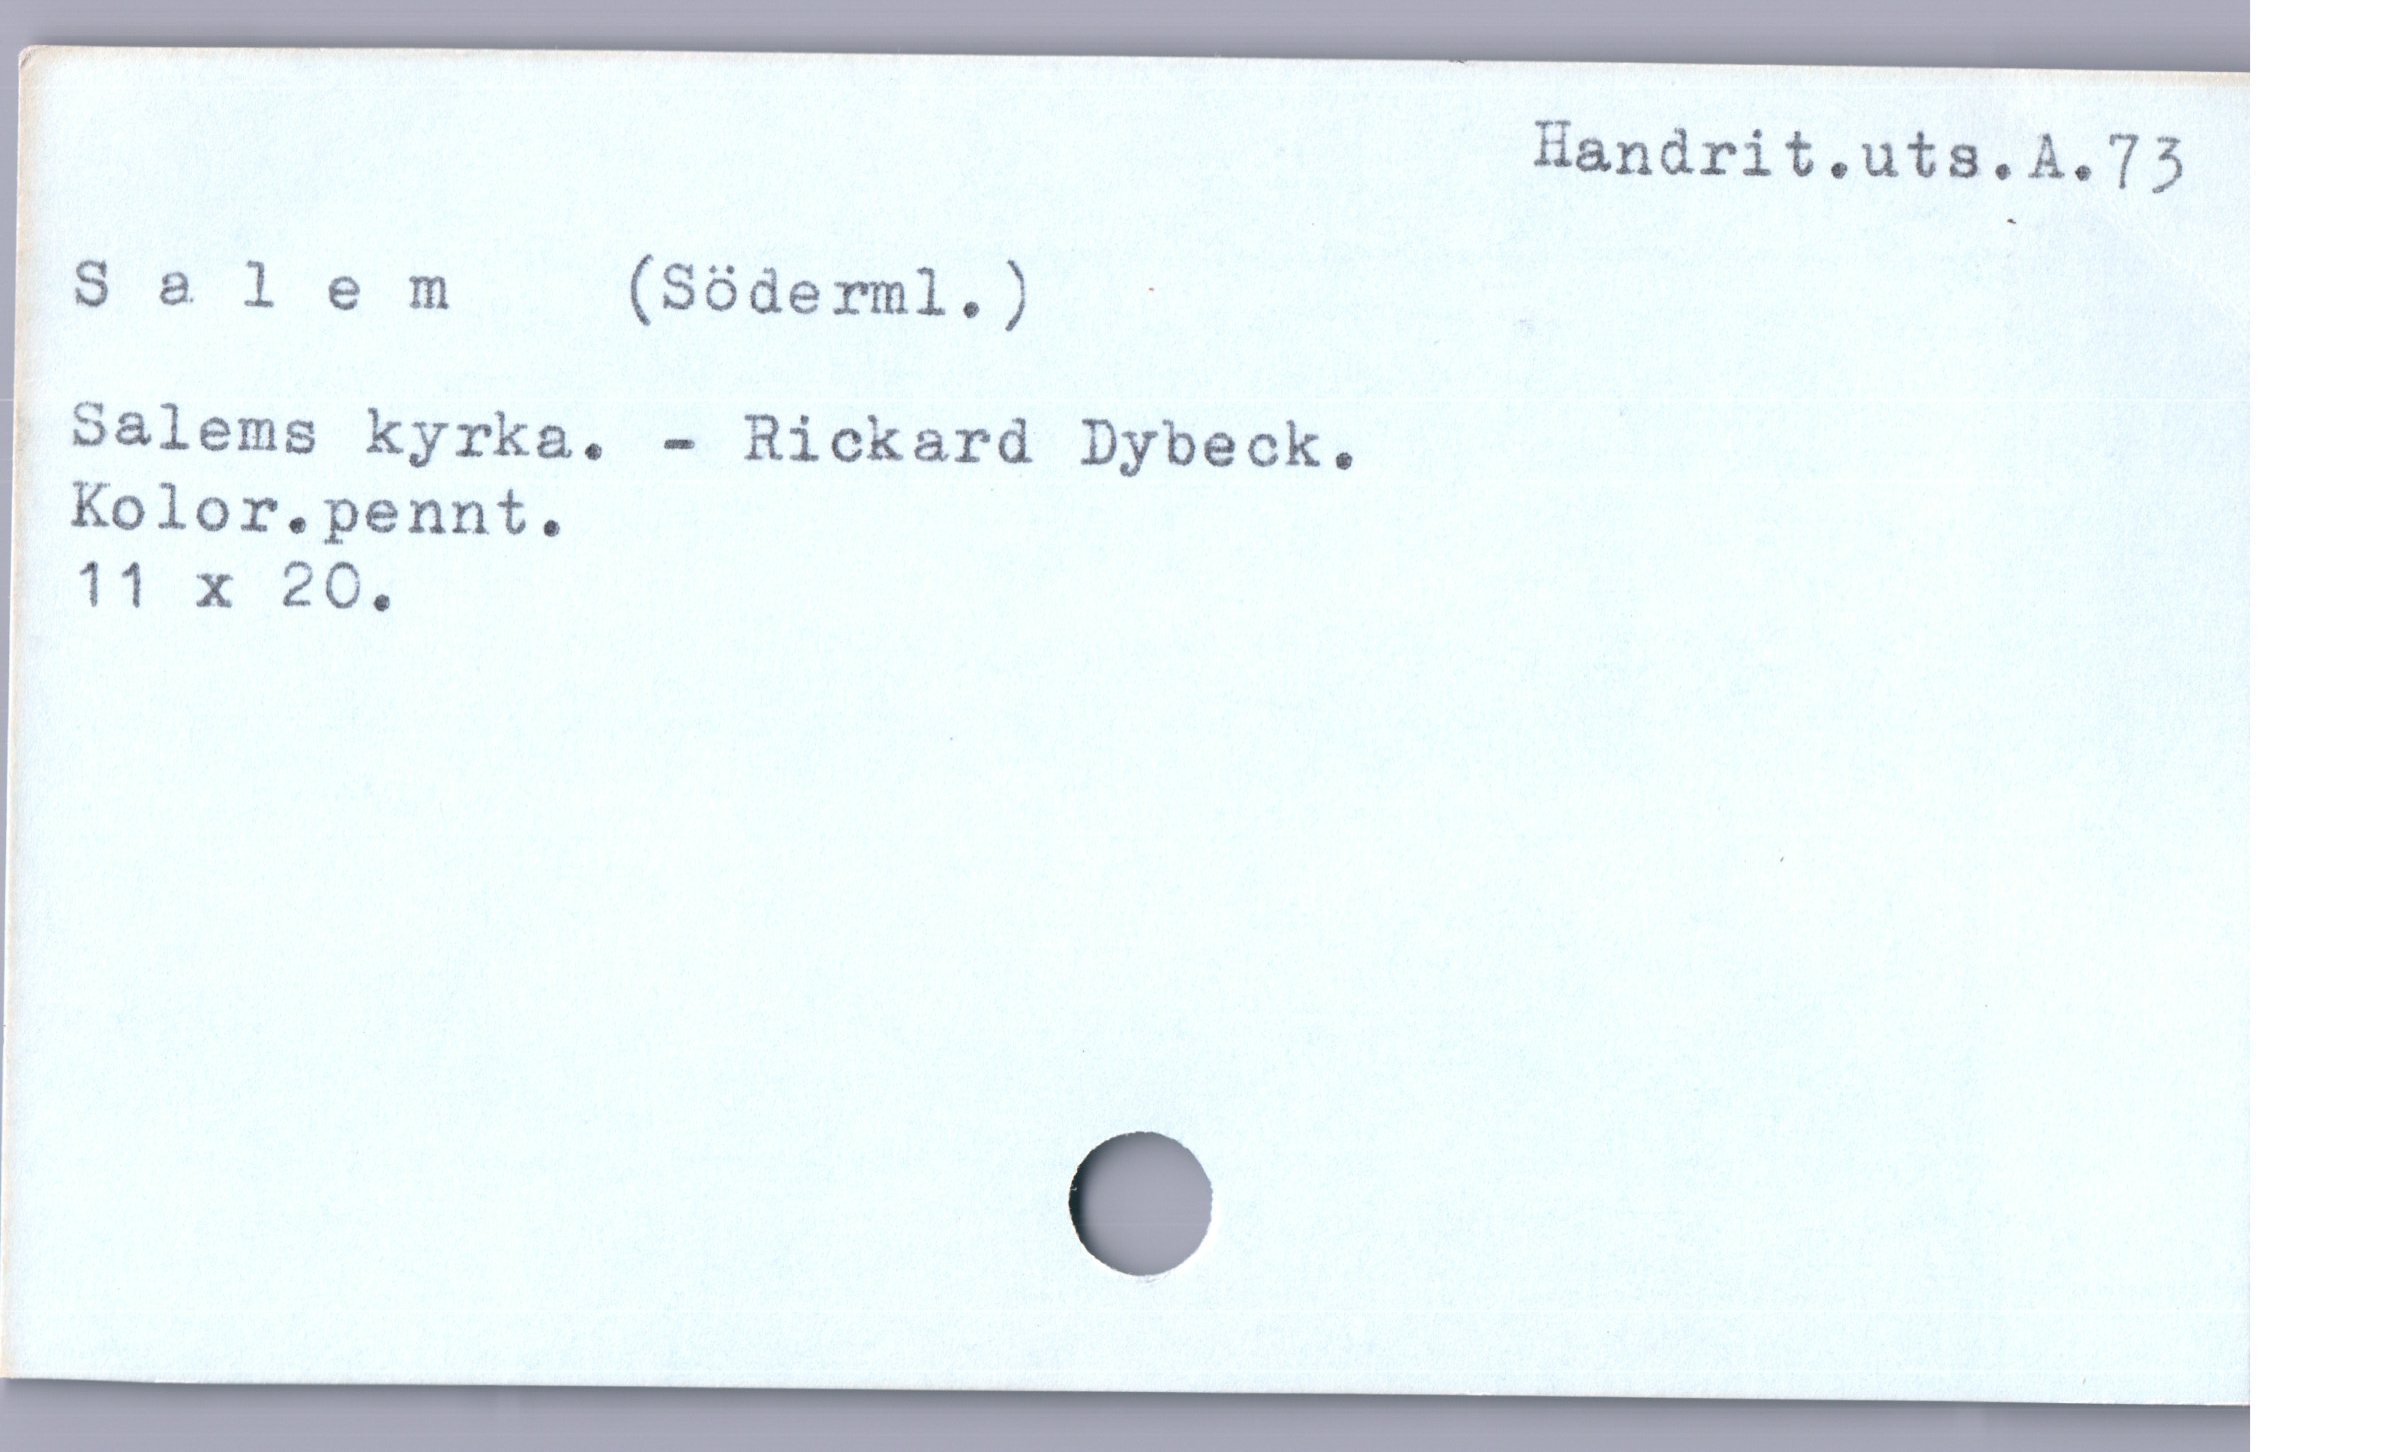 Handrit.uts.A.73
S a l e m (Söderml.)
Salems kyrka. - Rickard Dybeck.
Kolor.pennt.
11 x 20.